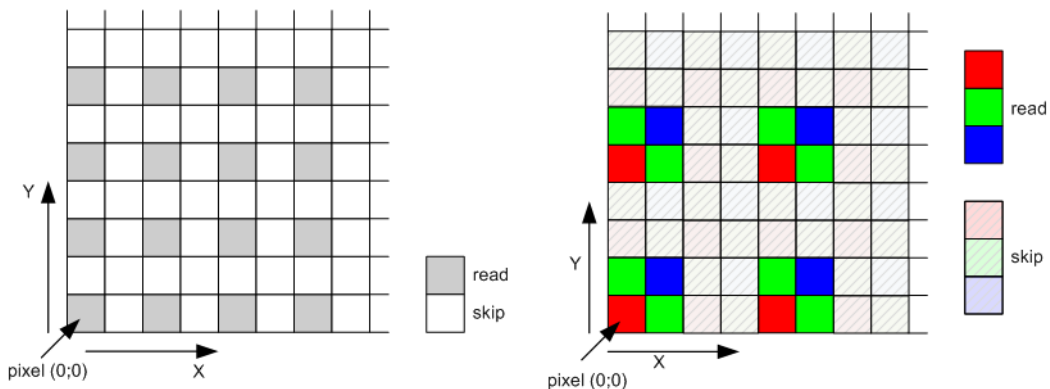 Y
read
skip
pixel (0;0)
X
read
skip
Y
pixel (0;0)
X